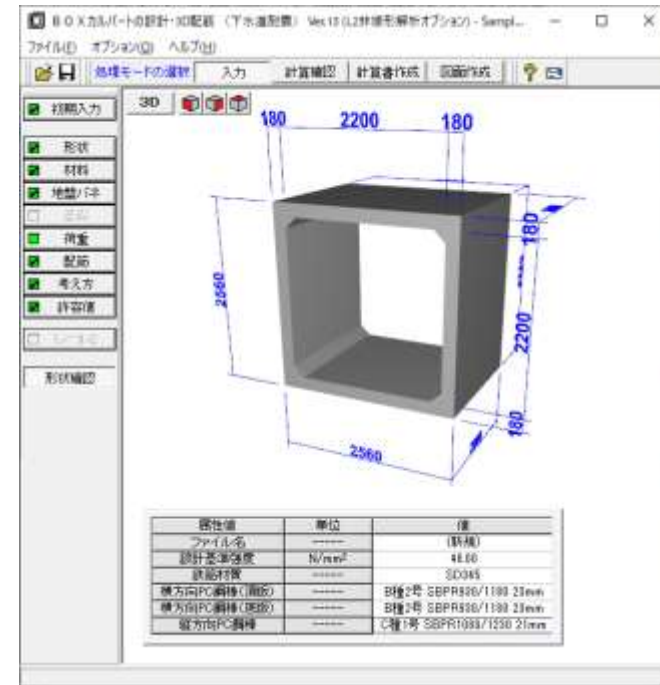 BOXカルバートの設計・3D配筋 (下水道耐震) Ver.13 (L2非線形解析オプション) - Sampl...
ファイル(F) オプション(O) ヘルプ(H)
処理モードの選択 入力 計算確認 計算書作成 図面作成
初期入力
形状
材料
地盤バネ
荷重
配筋
考え方
許容値
形状確認
3D
180 2200 180
2560
180
2200
180
2560
属性値 単位 値
ファイル名 ----- (新規)
設計基準強度 N/mm² 40.00
鉄筋材質 ----- SD345
横方向PC鋼棒(頂版) ----- B種2号 SBPR930/1180 23mm
横方向PC鋼棒(底版) ----- B種2号 SBPR930/1180 23mm
縦方向PC鋼棒 ----- C種1号 SBPR1080/1230 21mm